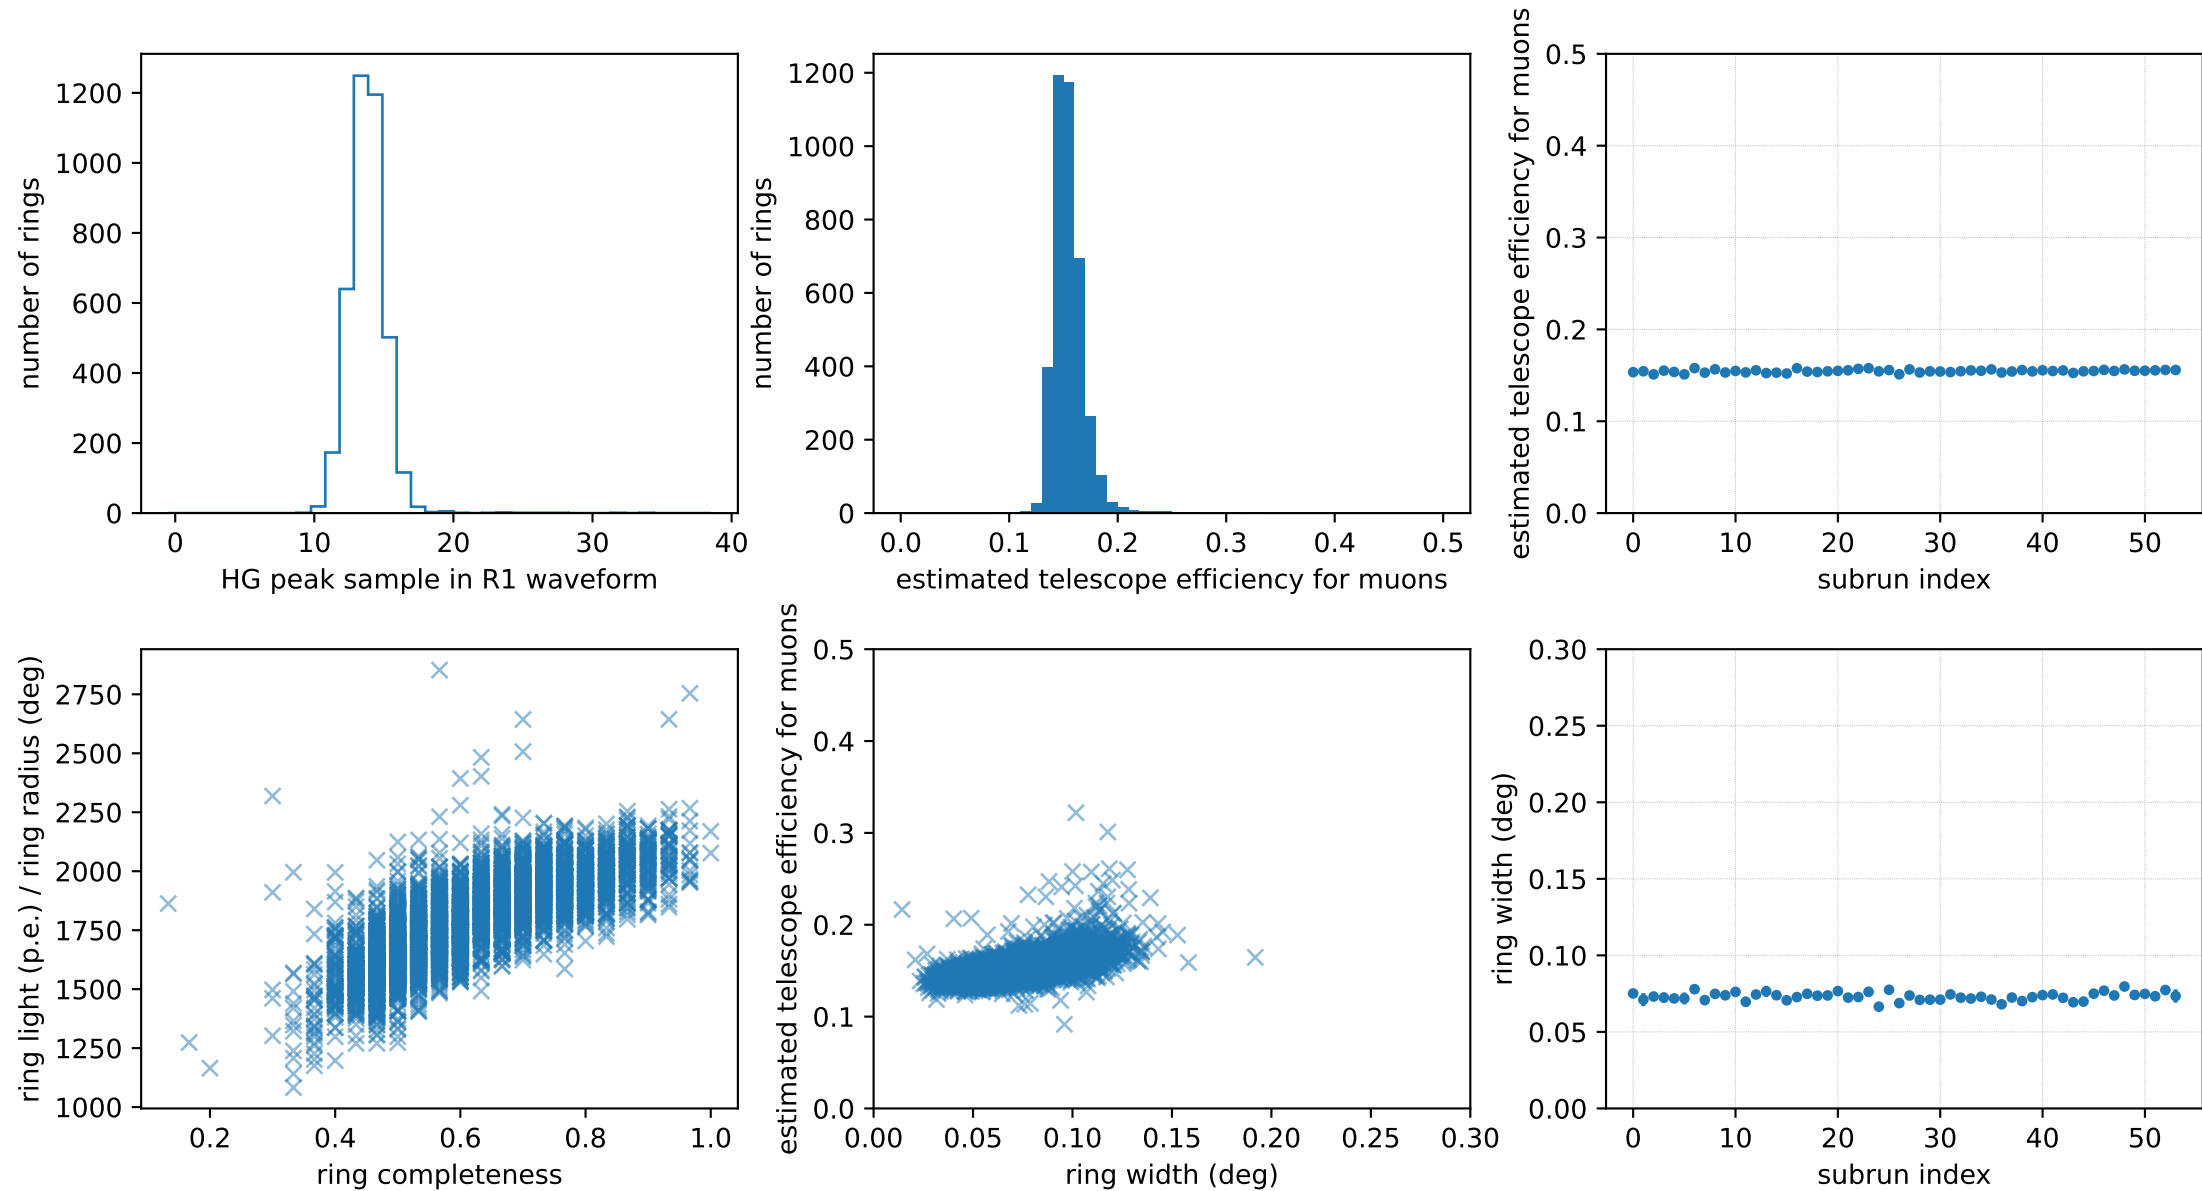 number of rings
1200
1000
800
600
400
200
0
0 10 20 30 40
HG peak sample in R1 waveform
number of rings
1200
1000
800
600
400
200
0
0.0 0.1 0.2 0.3 0.4 0.5
estimated telescope efficiency for muons
estimated telescope efficiency for muons
0.5
0.4
0.3
0.2
0.1
0.0
0 10 20 30 40 50
subrun index
ring light (p.e.) / ring radius (deg)
2750
2500
2250
2000
1750
1500
1250
1000
0.2 0.4 0.6 0.8 1.0
ring completeness
estimated telescope efficiency for muons
0.5
0.4
0.3
0.2
0.1
0.0
0.00 0.05 0.10 0.15 0.20 0.25 0.30
ring width (deg)
ring width (deg)
0.30
0.25
0.20
0.15
0.10
0.05
0.00
0 10 20 30 40 50
subrun index